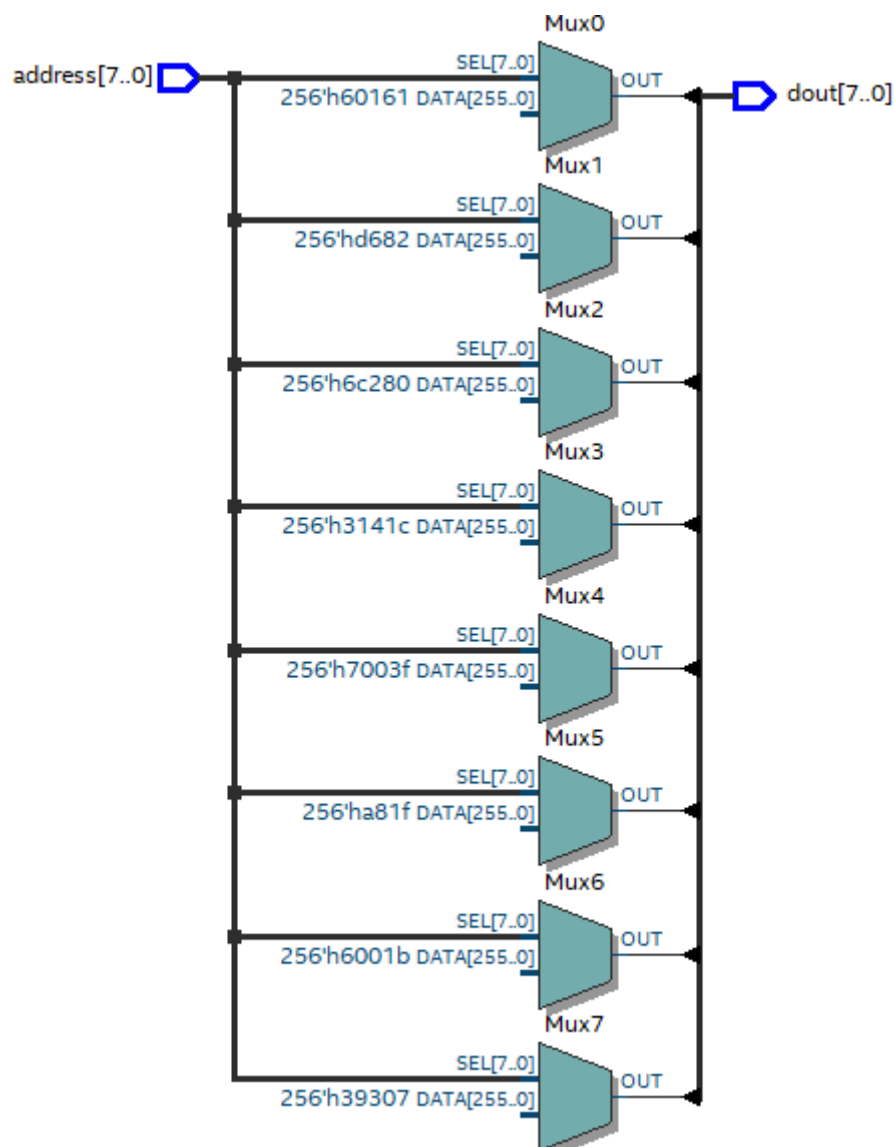 Mux0
address[7..0]
SEL[7..0]
256'h60161 DATA[255..0]
OUT
dout[7..0]
Mux1
SEL[7..0]
256'hd682 DATA[255..0]
OUT
Mux2
SEL[7..0]
256'h6c280 DATA[255..0]
OUT
Mux3
SEL[7..0]
256'h3141c DATA[255..0]
OUT
Mux4
SEL[7..0]
256'h7003f DATA[255..0]
OUT
Mux5
SEL[7..0]
256'ha81f DATA[255..0]
OUT
Mux6
SEL[7..0]
256'h6001b DATA[255..0]
OUT
Mux7
SEL[7..0]
256'h39307 DATA[255..0]
OUT